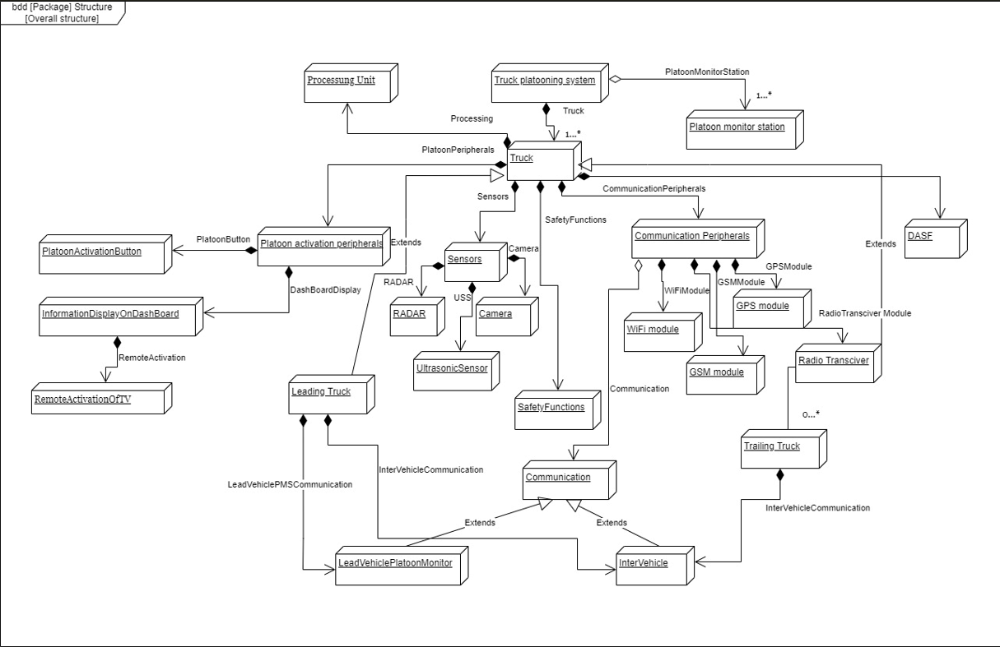 bdd [Package] Structure
[Overall structure]
Processung Unit
Truck platooning system
PlatoonMonitorStation
1...*
Platoon monitor station
Truck
Processing
1...*
PlatoonPeripherals
Truck
CommunicationPeripherals
Sensors
SafetyFunctions
Communication Peripherals
DASF
PlatoonButton
Platoon activation peripherals
Extends
Extends
PlatoonActivationButton
Camera
Sensors
GPSModule
RADAR
GSMModule
DashBoardDisplay
WiFiModule
USS
GPS module
InformationDisplayOnDashBoard
RADAR
Camera
RadioTransciver Module
WiFi module
RemoteActivation
Radio Transciver
UltrasonicSensor
GSM module
Leading Truck
Communication
RemoteActivationOfTV
SafetyFunctions
0...*
Trailing Truck
InterVehicleCommunication
Communication
LeadVehiclePMSCommunication
InterVehicleCommunication
Extends
Extends
LeadVehiclePlatoonMonitor
InterVehicle